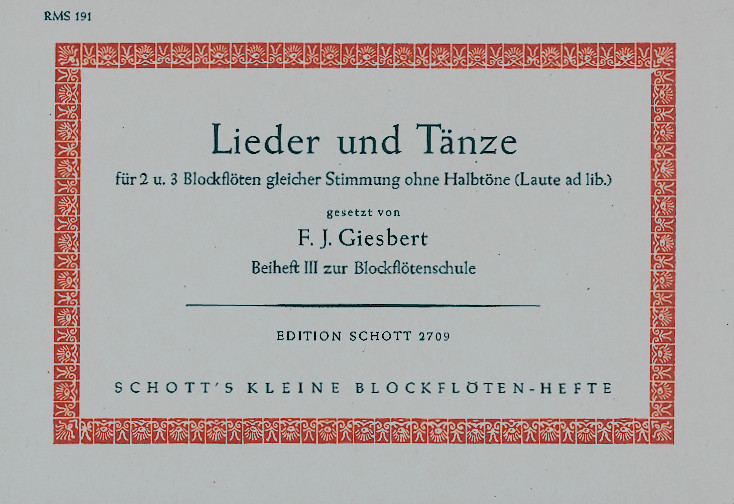 RMS 191
Lieder und Tänze
für 2 u. 3 Blockflöten gleicher Stimmung ohne Halbtöne (Laute ad lib.)
gesetzt von
F. J. Giesbert
Beiheft III zur Blockflötenschule
EDITION SCHOTT 2709
SCHOTT'S KLEINE BLOCKFLÖTEN-HEFTE